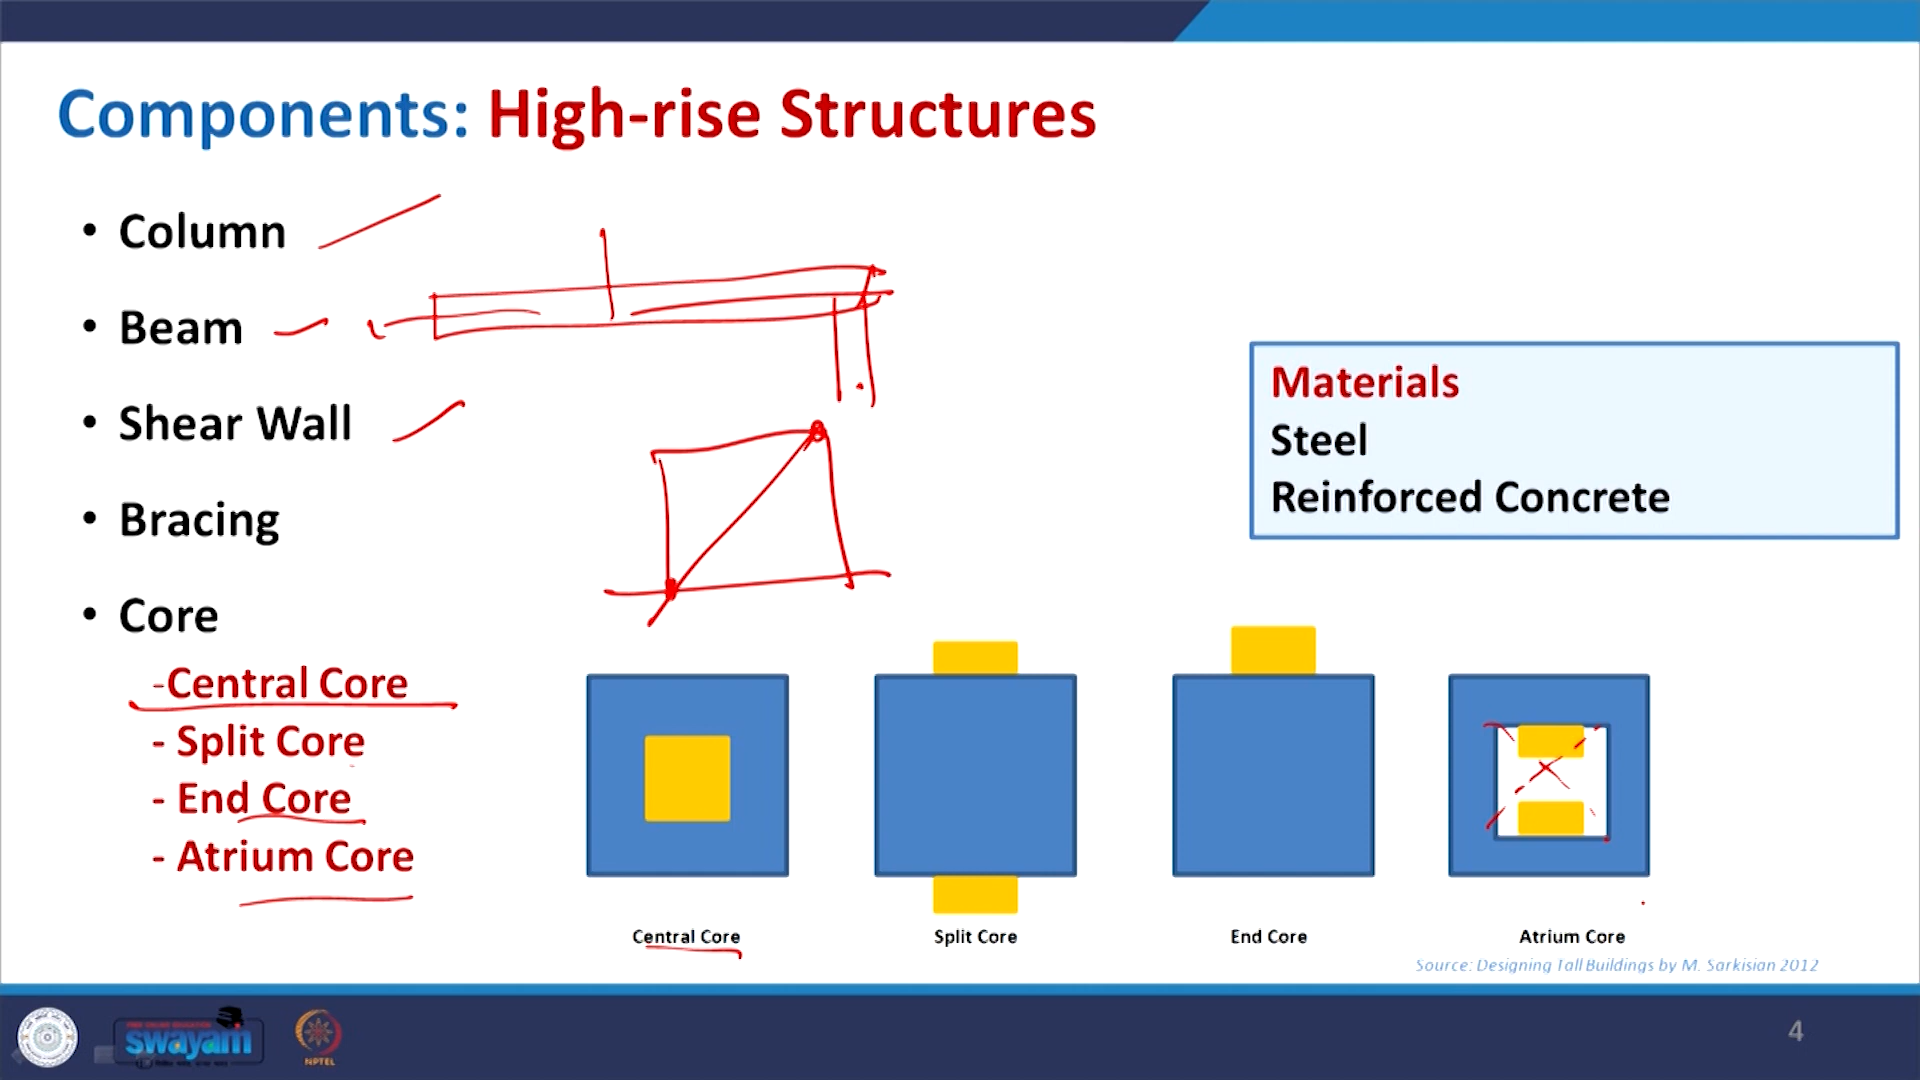 Components: High-rise Structures
• Column
• Beam
• Shear Wall
• Bracing
• Core
-Central Core
- Split Core
- End Core
- Atrium Core
Materials
Steel
Reinforced Concrete
Central Core
Split Core
End Core
Atrium Core
Source: Designing Tall Buildings by M. Sarkisian 2012
swayam
NPTEL
4